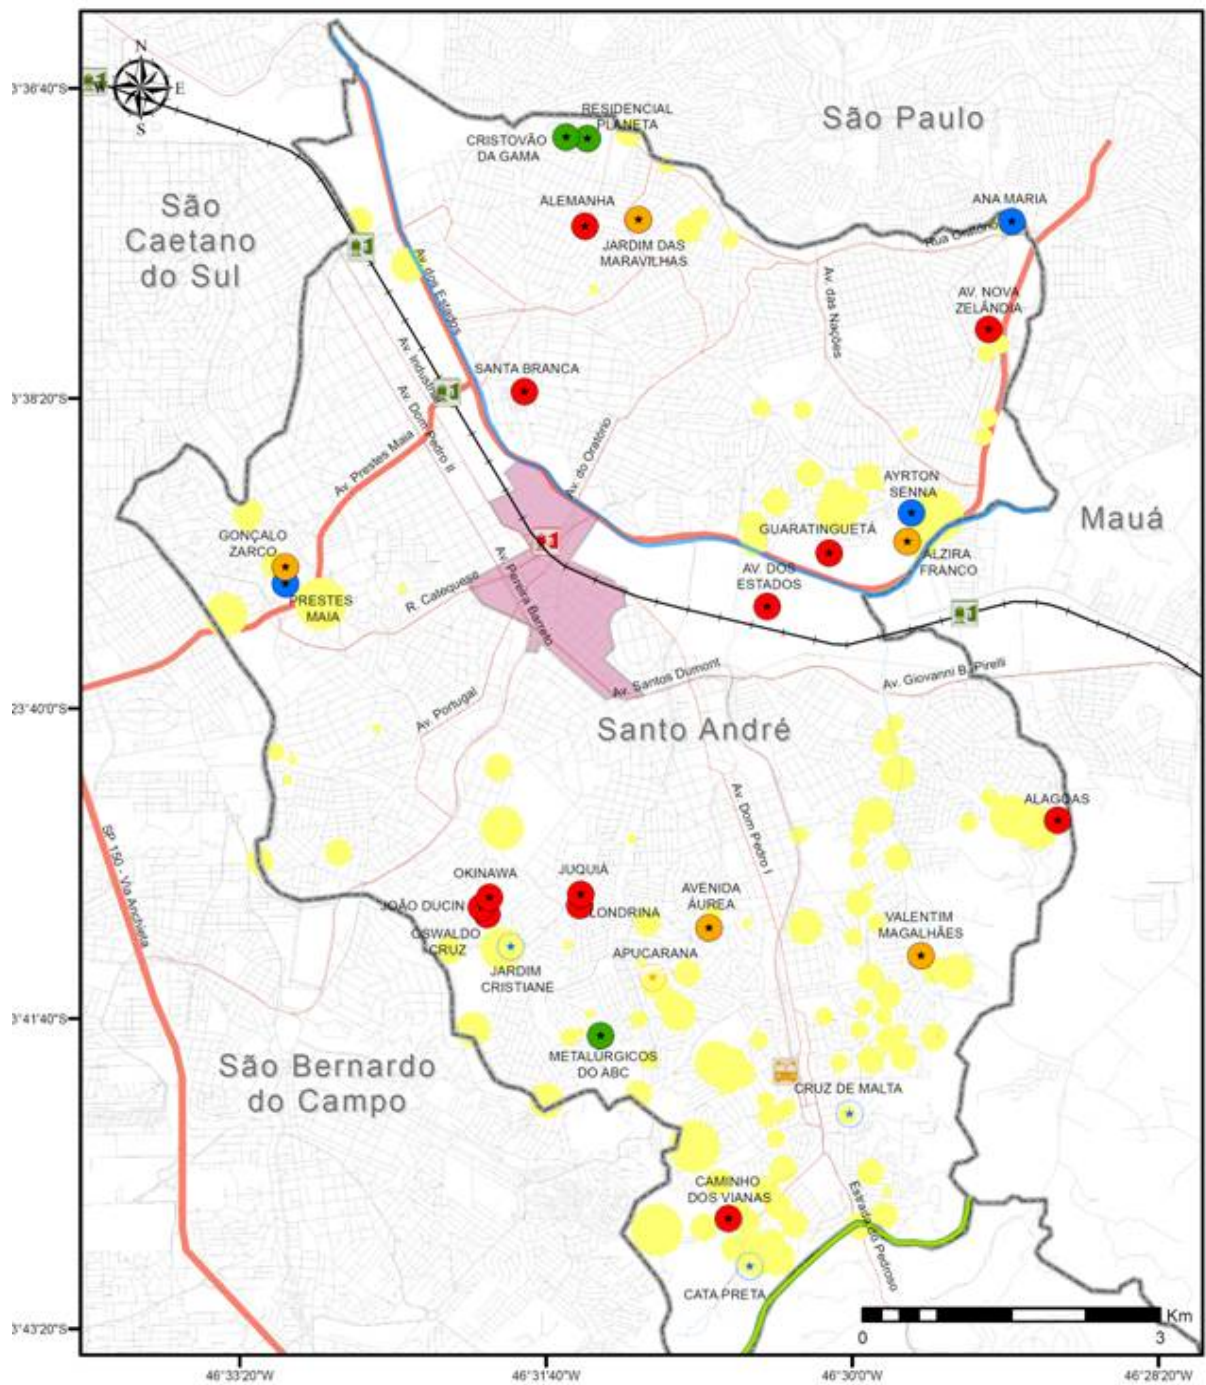 N
W
E
S
3°36'40"S
RESIDENCIAL
PLANETA
CRISTOVÃO
DA GAMA
São Paulo
São
Caetano
do Sul
ALEMANHA
JARDIM DAS
MARAVILHAS
ANA MARIA
Rua Oratório
Av. dos Estados
Av. das Nações
AV. NOVA
ZELÂNDIA
1
Av. Industrial
SANTA BRANCA
1
3°38'20"S
Av. Dom Pedro II
Av. Prestes Maia
Av. do Oratório
AYRTON
SENNA
Mauá
GONÇALO
ZARCO
GUARATINGUETÁ
1
ALZIRA
FRANCO
AV. DOS
ESTADOS
PRESTES
MAIA
R. Catequese
Av. Pereira Barreto
1
Av. Santos Dumont
Av. Giovanni B. Pirelli
Av. Portugal
23°40'0"S
Santo André
Av. Dom Pedro I
ALAGOAS
SP 150 - Via Anchieta
OKINAWA
JUQUIÁ
AVENIDA
ÁUREA
JOÃO DUCIN
LONDRINA
OSWALDO
CRUZ
VALENTIM
MAGALHÃES
APUCARANA
JARDIM
CRISTIANE
3°41'40"S
METALÚRGICOS
DO ABC
São Bernardo
do Campo
CRUZ DE MALTA
CAMINHO
DOS VIANAS
Estrada do Pedroso
CATA PRETA
Km
0 3
3°43'20"S
46°33'20"W 46°31'40"W 46°30'0"W 46°28'20"W